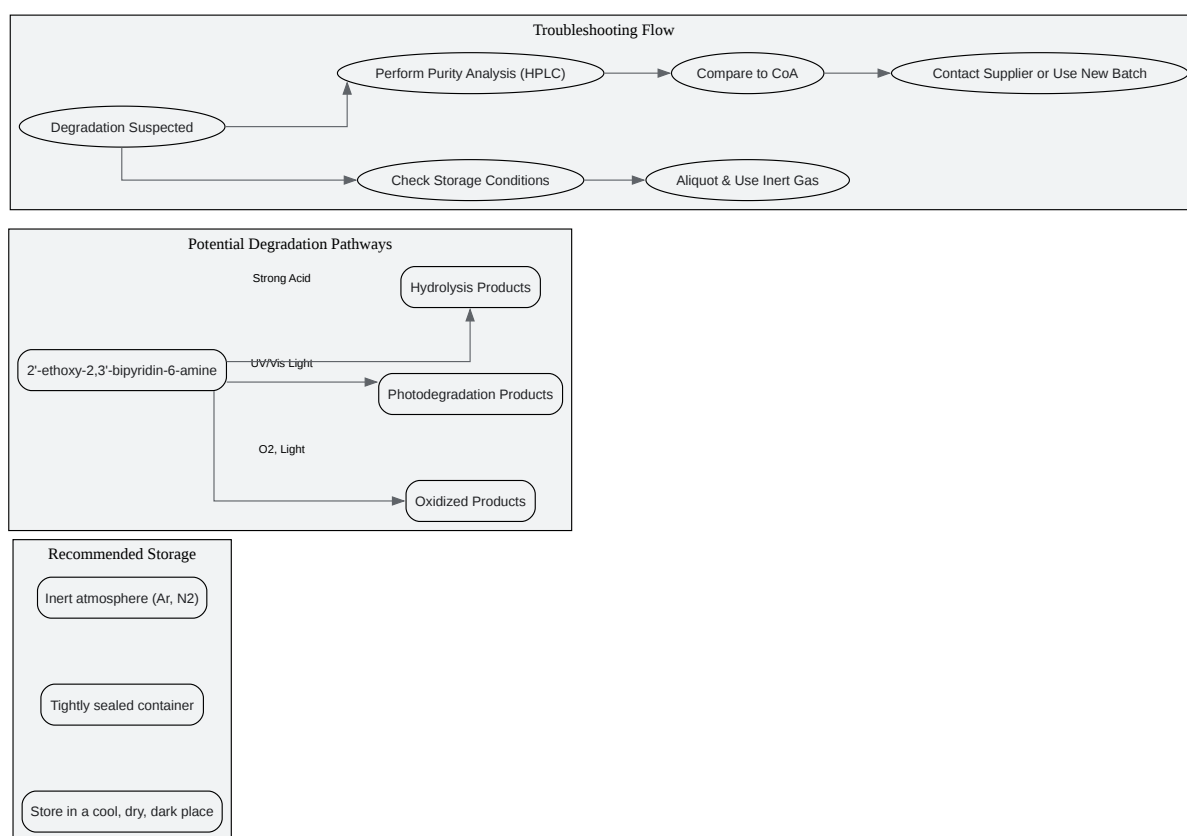 Troubleshooting Flow
Perform Purity Analysis (HPLC)
Compare to CoA
Contact Supplier or Use New Batch
Degradation Suspected
Check Storage Conditions
Aliquot & Use Inert Gas
Potential Degradation Pathways
Strong Acid
Hydrolysis Products
2'-ethoxy-2,3'-bipyridin-6-amine
UV/Vis Light
Photodegradation Products
O2, Light
Oxidized Products
Recommended Storage
Inert atmosphere (Ar, N2)
Tightly sealed container
Store in a cool, dry, dark place